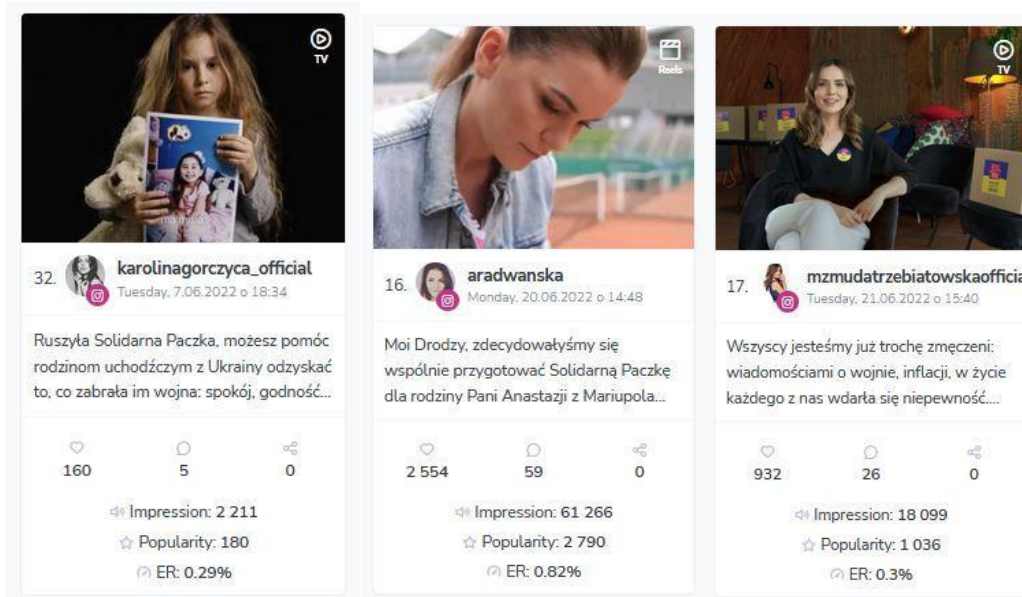 TV
32.
karolinagorczyca_official
Tuesday, 7.06.2022 o 18:34
Ruszyła Solidarna Paczka, możesz pomóc
rodzinom uchodźczym z Ukrainy odzyskać
to, co zabrała im wojna: spokój, godność...
160 5 0
Impression: 2 211
Popularity: 180
ER: 0.29%
Reels
16.
aradwanska
Monday, 20.06.2022 o 14:48
Moi Drodzy, zdecydowałyśmy się
wspólnie przygotować Solidarną Paczkę
dla rodziny Pani Anastazji z Mariupola...
2 554 59 0
Impression: 61 266
Popularity: 2 790
ER: 0.82%
TV
17.
mzmudatrzebiatowskaofficia
Tuesday, 21.06.2022 o 15:40
Wszyscy jesteśmy już trochę zmęczeni:
wiadomościami o wojnie, inflacji, w życie
każdego z nas wdarła się niepewność....
932 26 0
Impression: 18 099
Popularity: 1 036
ER: 0.3%